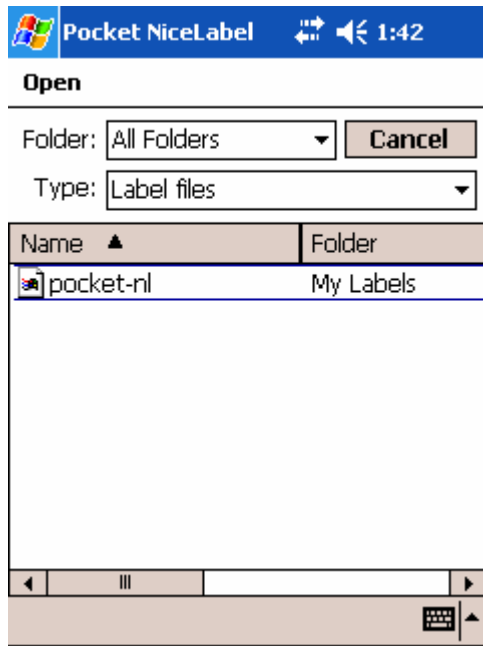 Pocket NiceLabel 1:42
Open
Folder: All Folders Cancel
Type: Label files
Name Folder
pocket-nl My Labels